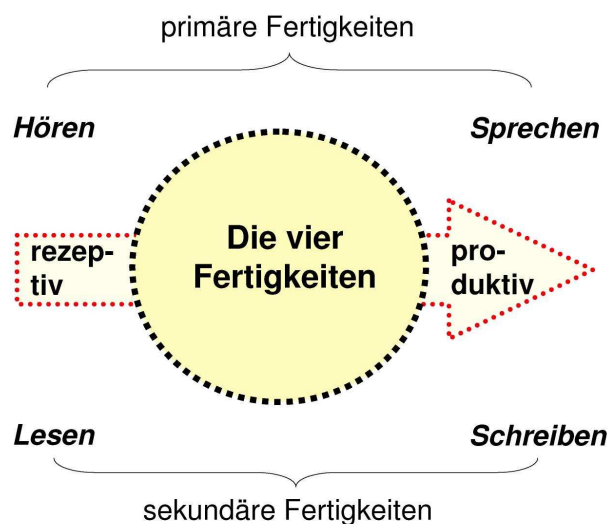 primäre Fertigkeiten
Hören
Sprechen
rezep-
tiv
Die vier
Fertigkeiten
pro-
duktiv
Lesen
Schreiben
sekundäre Fertigkeiten